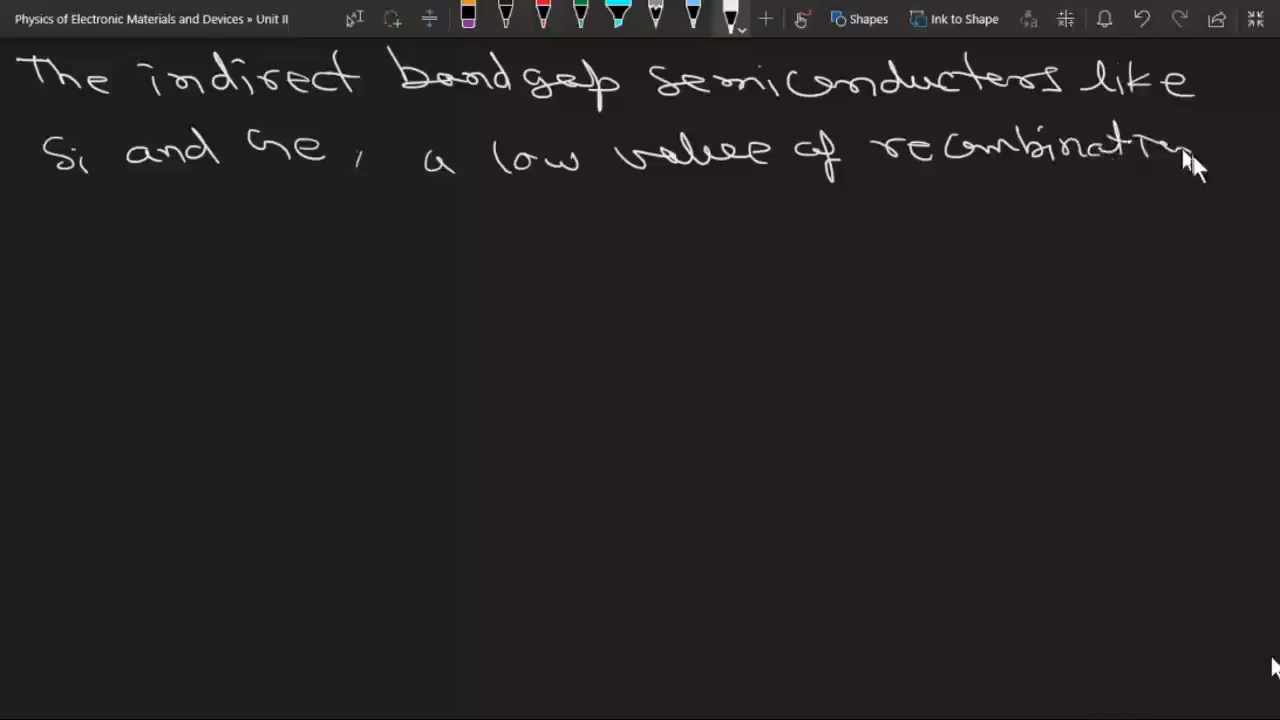 Physics of Electronic Materials and Devices » Unit II
Shapes
Ink to Shape
The indirect bandgap semiconducters like
Si and Ge, a low value of recombination